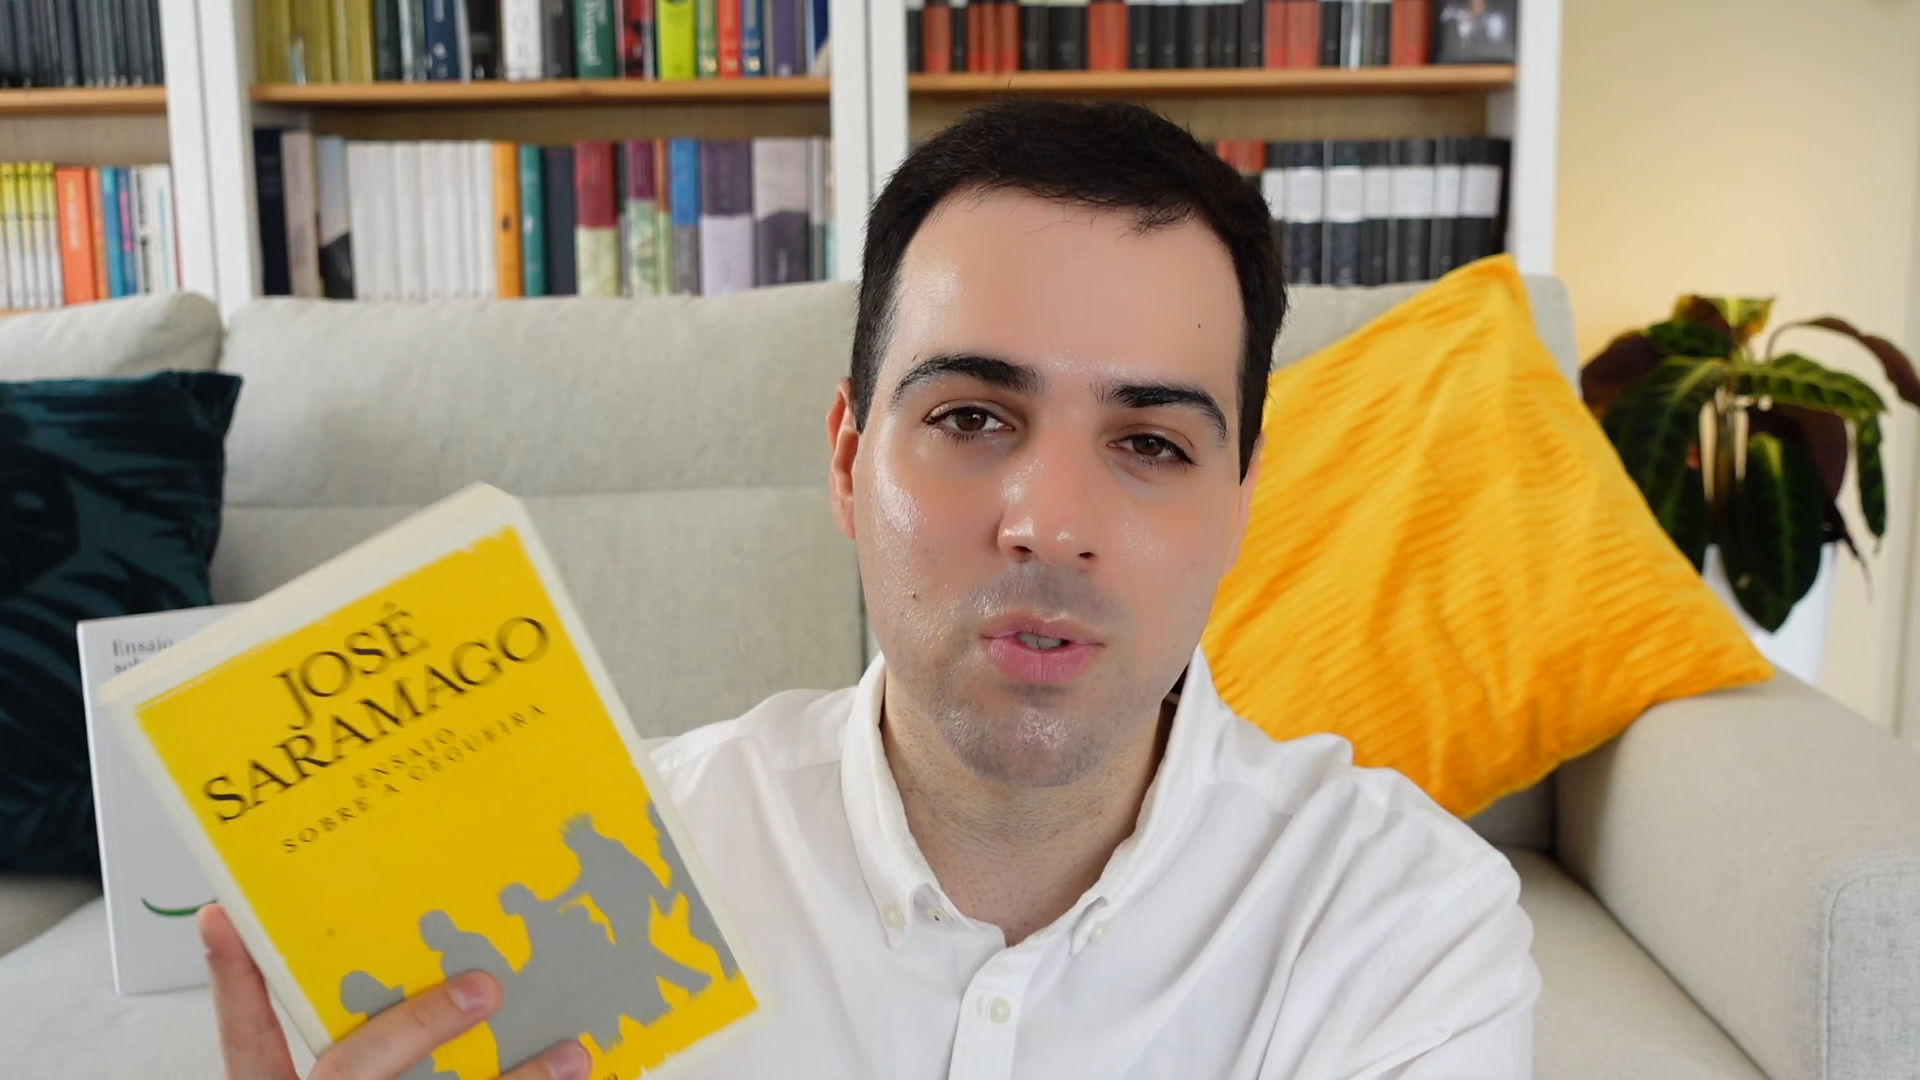 JOSÉ
SARAMAGO
ENSAIO
SOBRE A CEGUEIRA
Ensaio